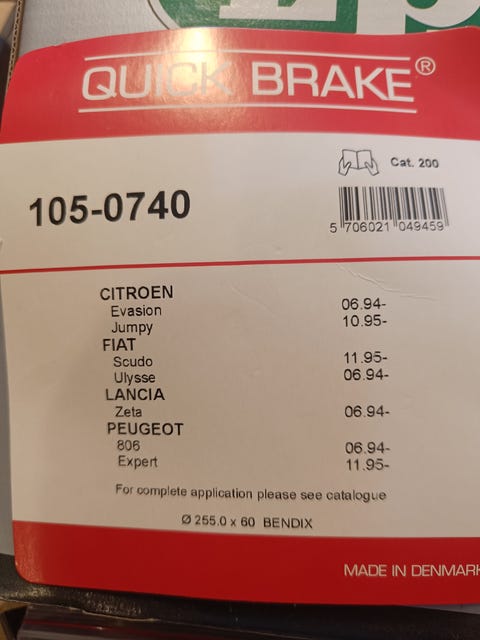 QUICK BRAKE®
Cat. 200
105-0740
5 706021 049459
CITROEN
Evasion 06.94-
Jumpy 10.95-
FIAT
Scudo 11.95-
Ulysse 06.94-
LANCIA
Zeta 06.94-
PEUGEOT
806 06.94-
Expert 11.95-
For complete application please see catalogue
Ø 255.0 x 60 BENDIX
MADE IN DENMARK